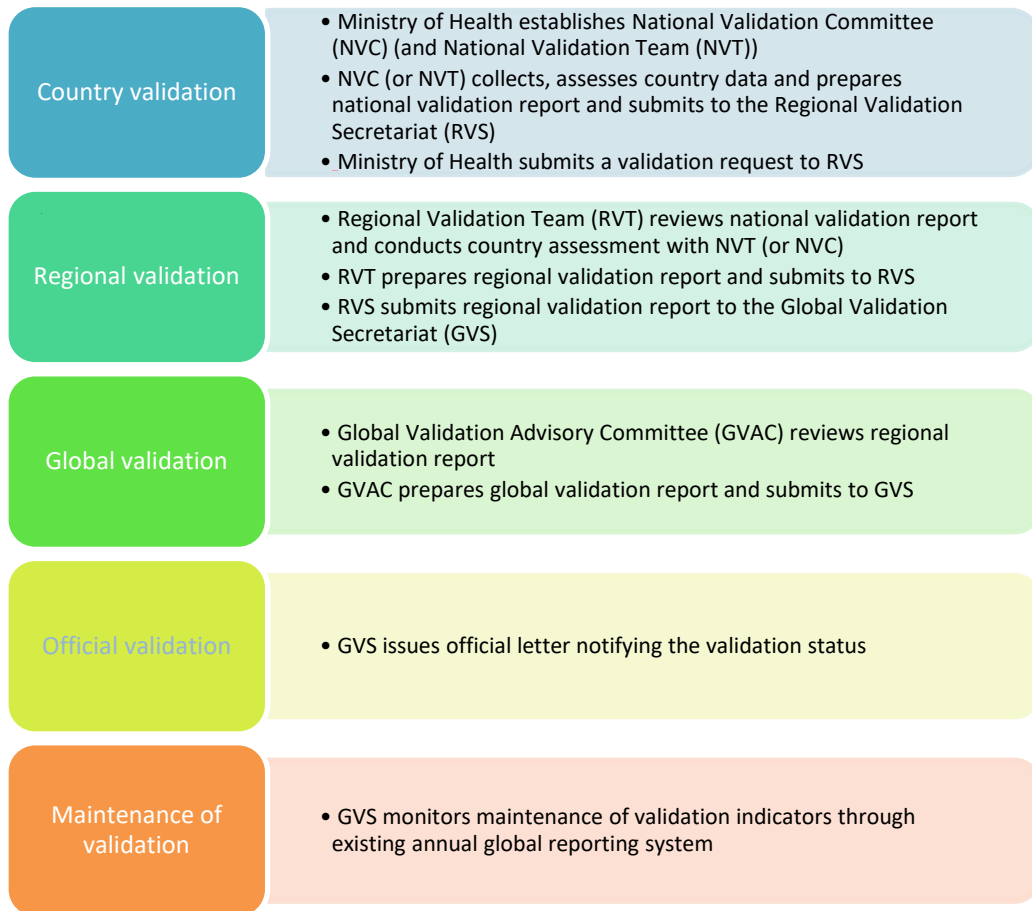 Country validation
• Ministry of Health establishes National Validation Committee
(NVC) (and National Validation Team (NVT))
• NVC (or NVT) collects, assesses country data and prepares
national validation report and submits to the Regional Validation
Secretariat (RVS)
• Ministry of Health submits a validation request to RVS
Regional validation
• Regional Validation Team (RVT) reviews national validation report
and conducts country assessment with NVT (or NVC)
• RVT prepares regional validation report and submits to RVS
• RVS submits regional validation report to the Global Validation
Secretariat (GVS)
Global validation
• Global Validation Advisory Committee (GVAC) reviews regional
validation report
• GVAC prepares global validation report and submits to GVS
Official validation
• GVS issues official letter notifying the validation status
Maintenance of
validation
• GVS monitors maintenance of validation indicators through
existing annual global reporting system